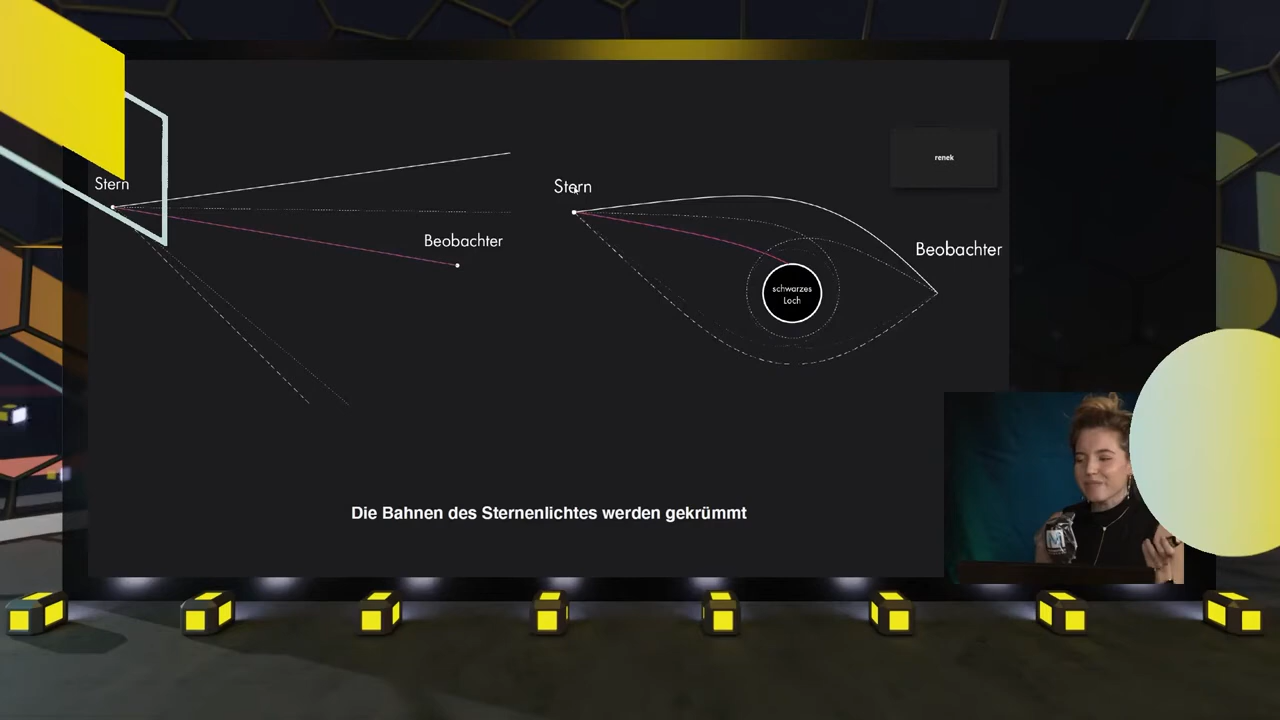 Stern
Beobachter
Stern
Beobachter
schwarzes
Loch
renek
Die Bahnen des Sternenlichtes werden gekrümmt
M